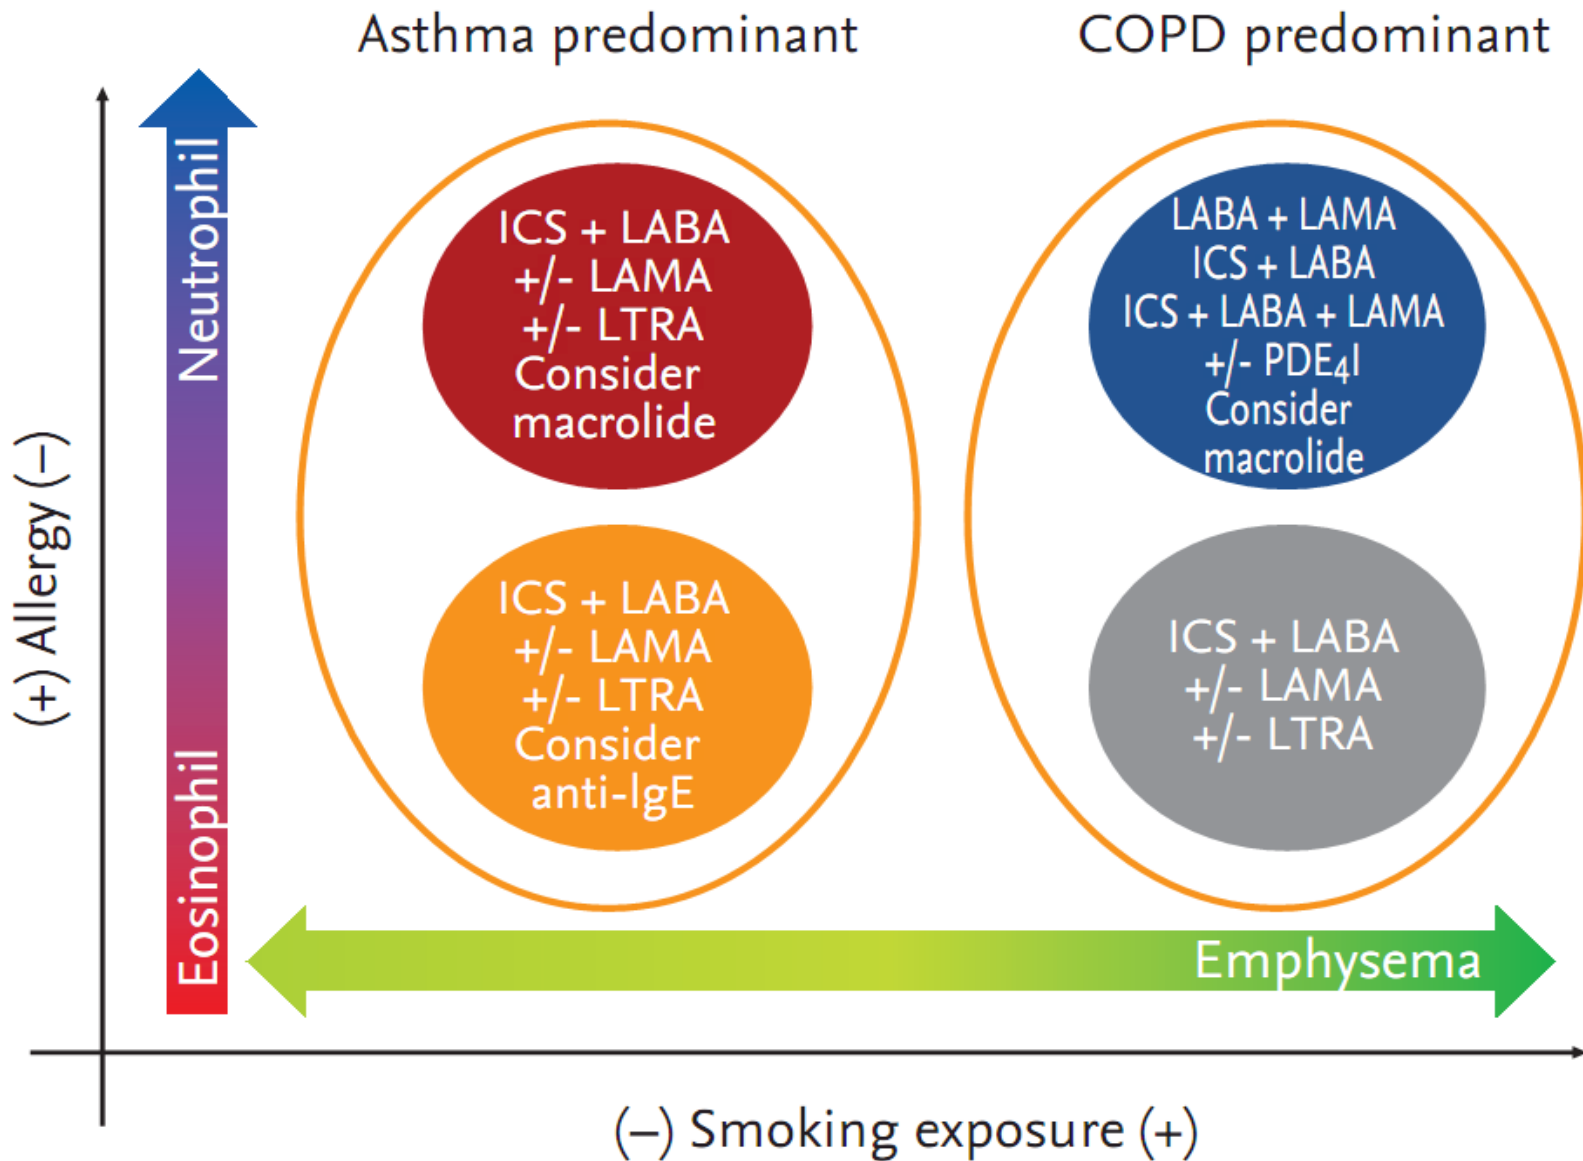 Asthma predominant
COPD predominant
Neutrophil
Eosinophil
(+) Allergy (–)
ICS + LABA
+/- LAMA
+/- LTRA
Consider
macrolide
LABA + LAMA
ICS + LABA
ICS + LABA + LAMA
+/- PDE4I
Consider
macrolide
ICS + LABA
+/- LAMA
+/- LTRA
Consider
anti-IgE
ICS + LABA
+/- LAMA
+/- LTRA
Emphysema
(–) Smoking exposure (+)